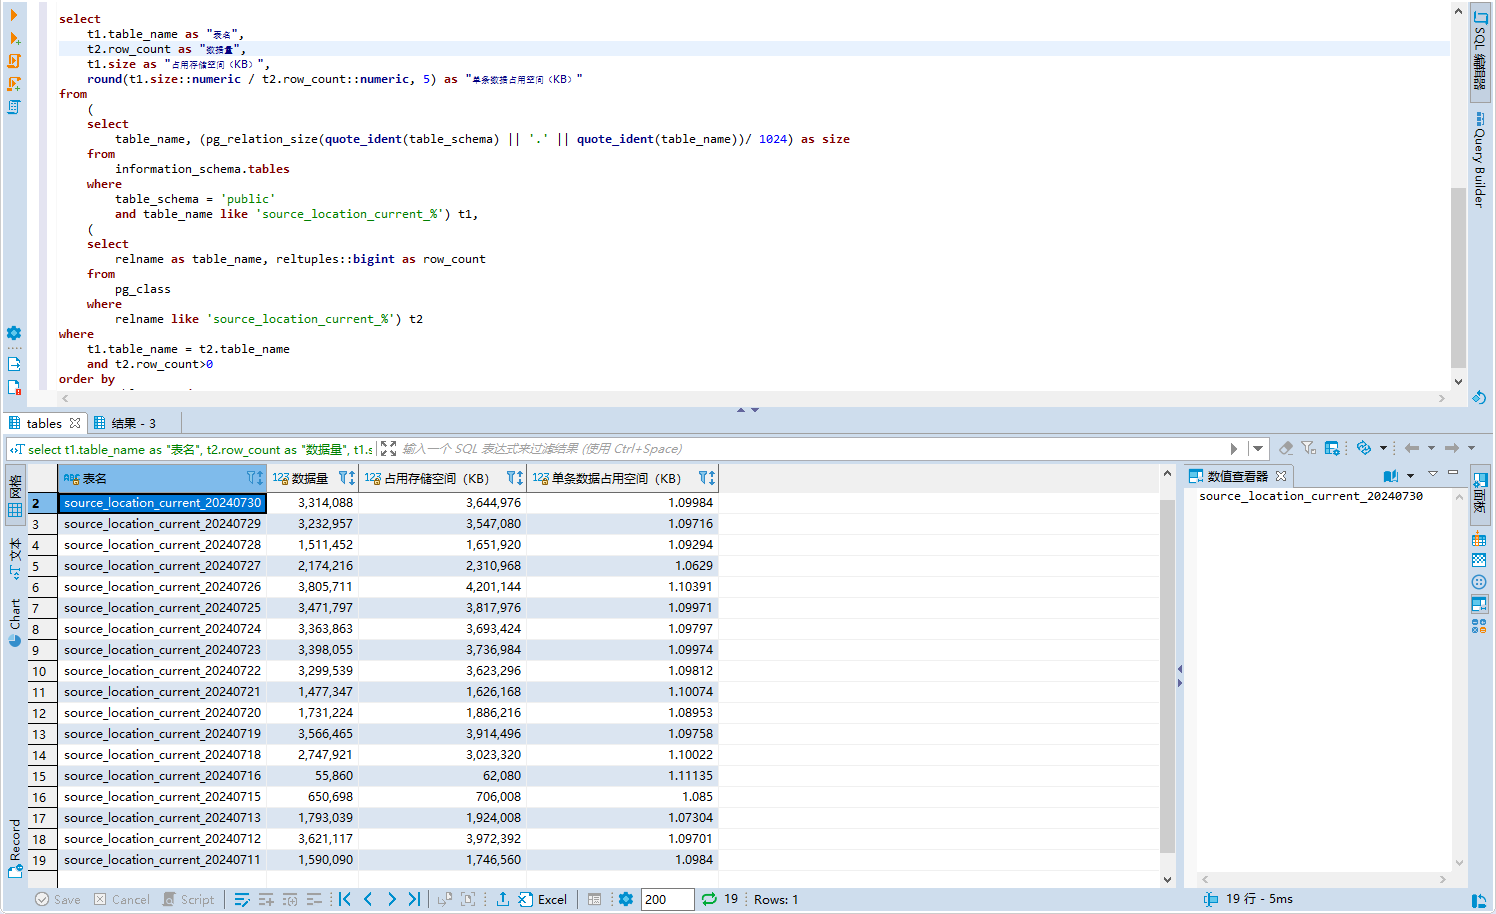 select
t1.table_name as "表名",
t2.row_count as "数据量",
t1.size as "占用存储空间（KB）",
round(t1.size::numeric / t2.row_count::numeric, 5) as "单条数据占用空间（KB）"
from
(
select
table_name, (pg_relation_size(quote_ident(table_schema) || '.' || quote_ident(table_name))/ 1024) as size
from
information_schema.tables
where
table_schema = 'public'
and table_name like 'source_location_current_%') t1,
(
select
relname as table_name, reltuples::bigint as row_count
from
pg_class
where
relname like 'source_location_current_%') t2
where
t1.table_name = t2.table_name
and t2.row_count>0
order by
SQL 编辑器
Query Builder
tables 结果 - 3
select t1.table_name as "表名", t2.row_count as "数据量", t1.s 输入一个 SQL 表达式来过滤结果 (使用 Ctrl+Space)
网格
文本
Chart
Record
ABC 表名 123 数据量 123 占用存储空间（KB） 123 单条数据占用空间（KB）
2 source_location_current_20240730 3,314,088 3,644,976 1.09984
3 source_location_current_20240729 3,232,957 3,547,080 1.09716
4 source_location_current_20240728 1,511,452 1,651,920 1.09294
5 source_location_current_20240727 2,174,216 2,310,968 1.0629
6 source_location_current_20240726 3,805,711 4,201,144 1.10391
7 source_location_current_20240725 3,471,797 3,817,976 1.09971
8 source_location_current_20240724 3,363,863 3,693,424 1.09797
9 source_location_current_20240723 3,398,055 3,736,984 1.09974
10 source_location_current_20240722 3,299,539 3,623,296 1.09812
11 source_location_current_20240721 1,477,347 1,626,168 1.10074
12 source_location_current_20240720 1,731,224 1,886,216 1.08953
13 source_location_current_20240719 3,566,465 3,914,496 1.09758
14 source_location_current_20240718 2,747,921 3,023,320 1.10022
15 source_location_current_20240716 55,860 62,080 1.11135
16 source_location_current_20240715 650,698 706,008 1.085
17 source_location_current_20240713 1,793,039 1,924,008 1.07304
18 source_location_current_20240712 3,621,117 3,972,392 1.09701
19 source_location_current_20240711 1,590,090 1,746,560 1.0984
数值查看器
source_location_current_20240730
面板
Save Cancel Script Excel 200 19 Rows: 1
19 行 - 5ms